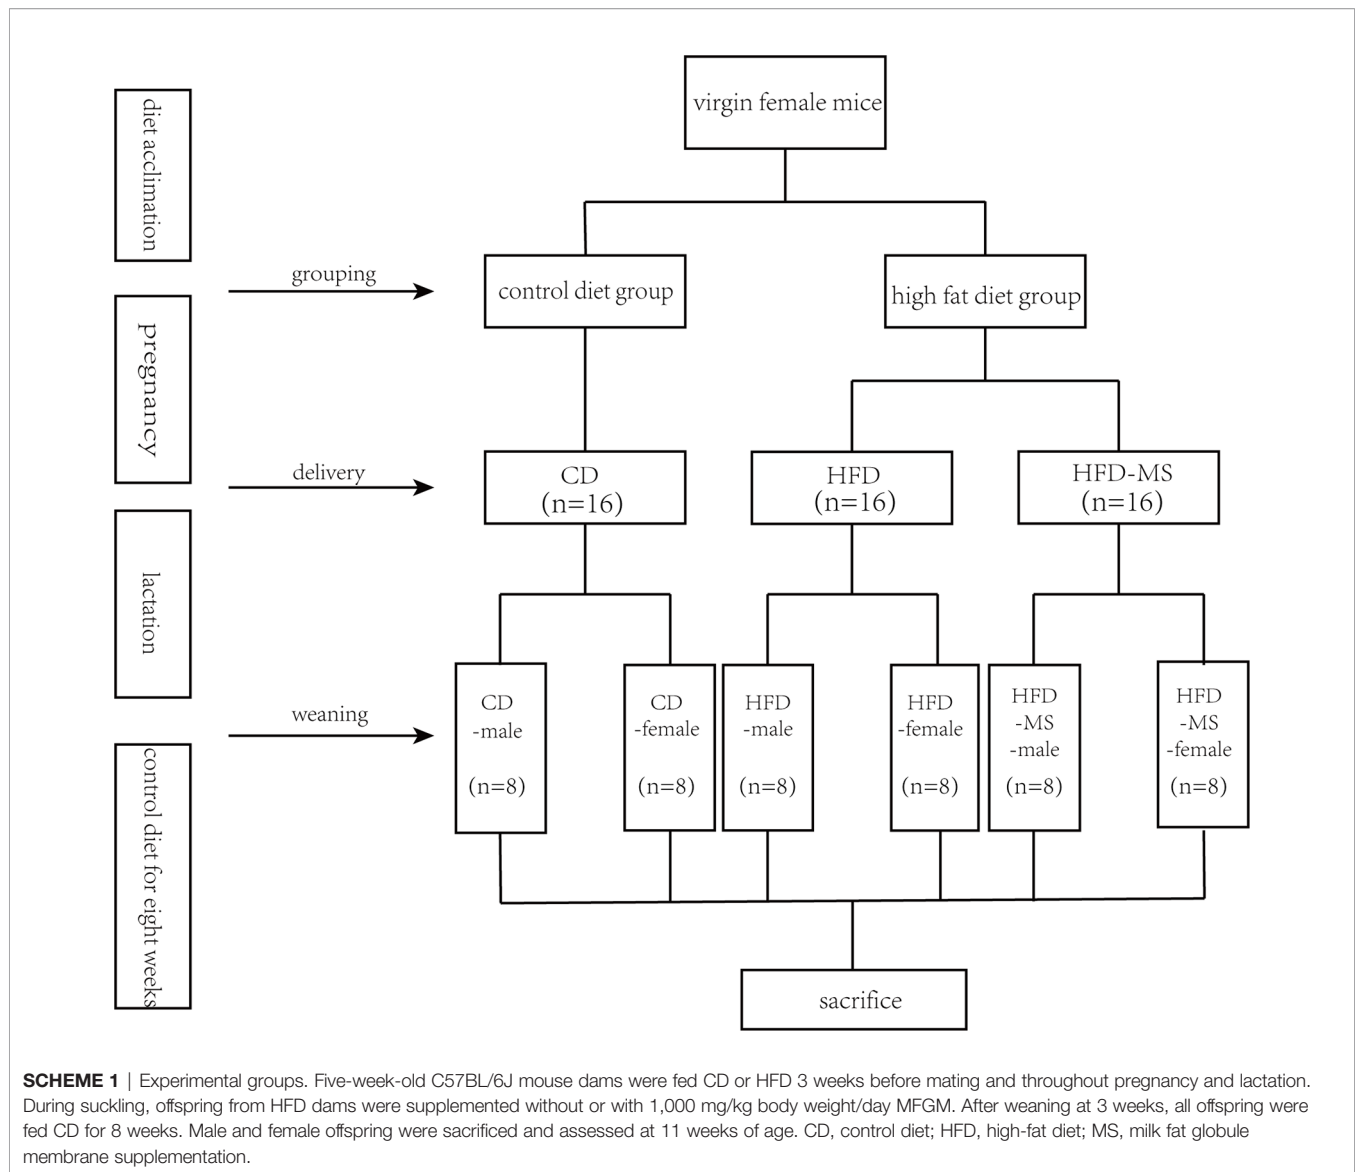 virgin female mice
diet acclimation
grouping
control diet group
high fat diet group
pregnancy
delivery
CD
(n=16)
HFD
(n=16)
HFD-MS
(n=16)
lactation
weaning
CD
-male
(n=8)
CD
-female
(n=8)
HFD
-male
(n=8)
HFD
-female
(n=8)
HFD
-MS
-male
(n=8)
HFD
-MS
-female
(n=8)
control diet for eight weeks
sacrifice
SCHEME 1 | Experimental groups. Five-week-old C57BL/6J mouse dams were fed CD or HFD 3 weeks before mating and throughout pregnancy and lactation.
During suckling, offspring from HFD dams were supplemented without or with 1,000 mg/kg body weight/day MFGM. After weaning at 3 weeks, all offspring were
fed CD for 8 weeks. Male and female offspring were sacrificed and assessed at 11 weeks of age. CD, control diet; HFD, high-fat diet; MS, milk fat globule
membrane supplementation.